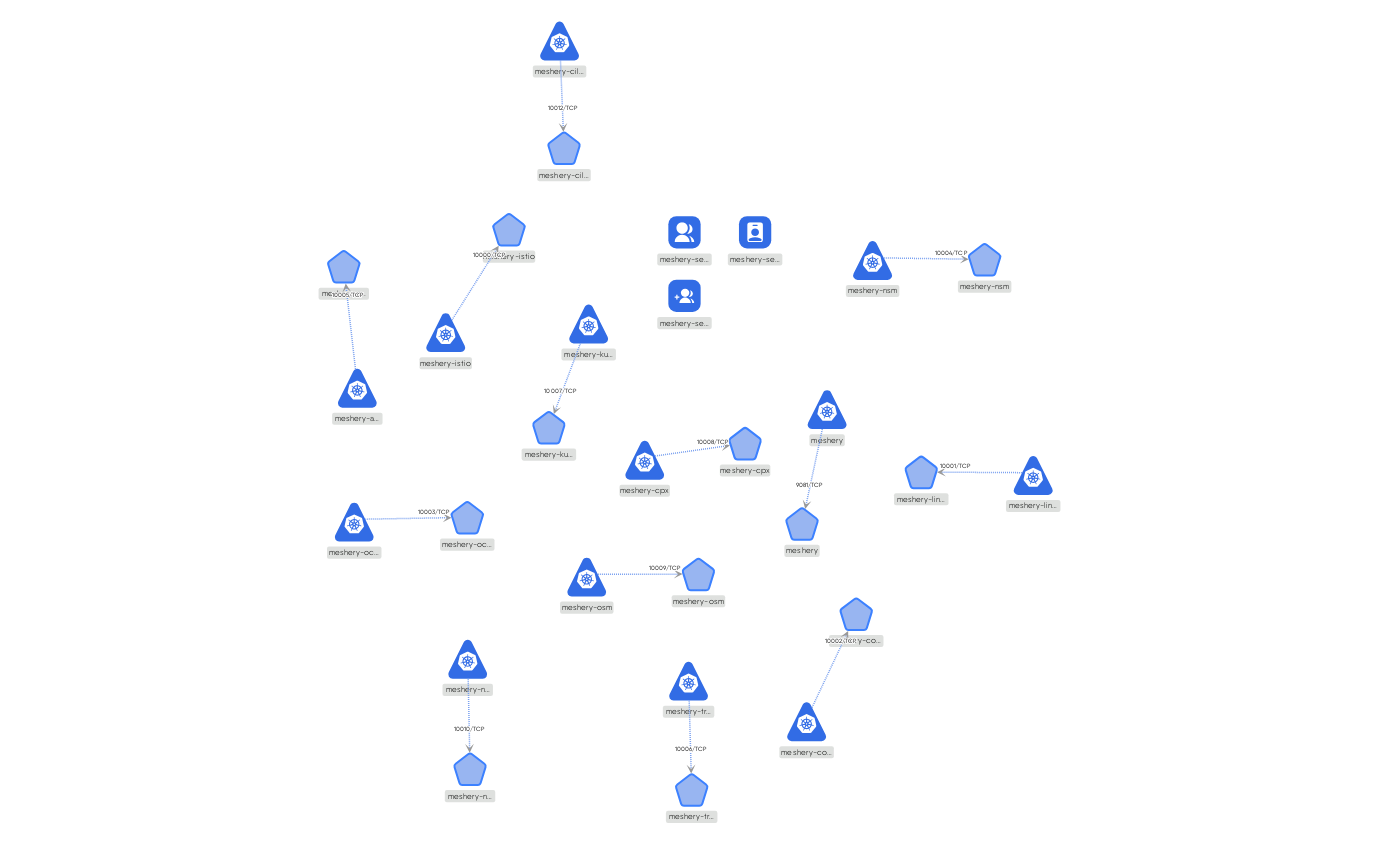 meshery-cil...
10012/TCP
meshery-cil...
10000/TCP
meshery-istio
meshery-se...
meshery-se...
10004/TCP
meshery-nsm
meshery-nsm
10005/TCP
meshery-se...
meshery-ku...
meshery-istio
10007/TCP
meshery-a...
meshery-ku...
meshery
10008/TCP
meshery-cpx
meshery-cpx
10001/TCP
meshery-lin...
meshery-lin...
9081/TCP
10003/TCP
meshery-oc...
meshery-oc...
meshery
10009/TCP
meshery-osm
meshery-osm
10002/TCP
y-co...
meshery-n...
meshery-tr...
10010/TCP
10006/TCP
meshery-co...
meshery-n...
meshery-tr...